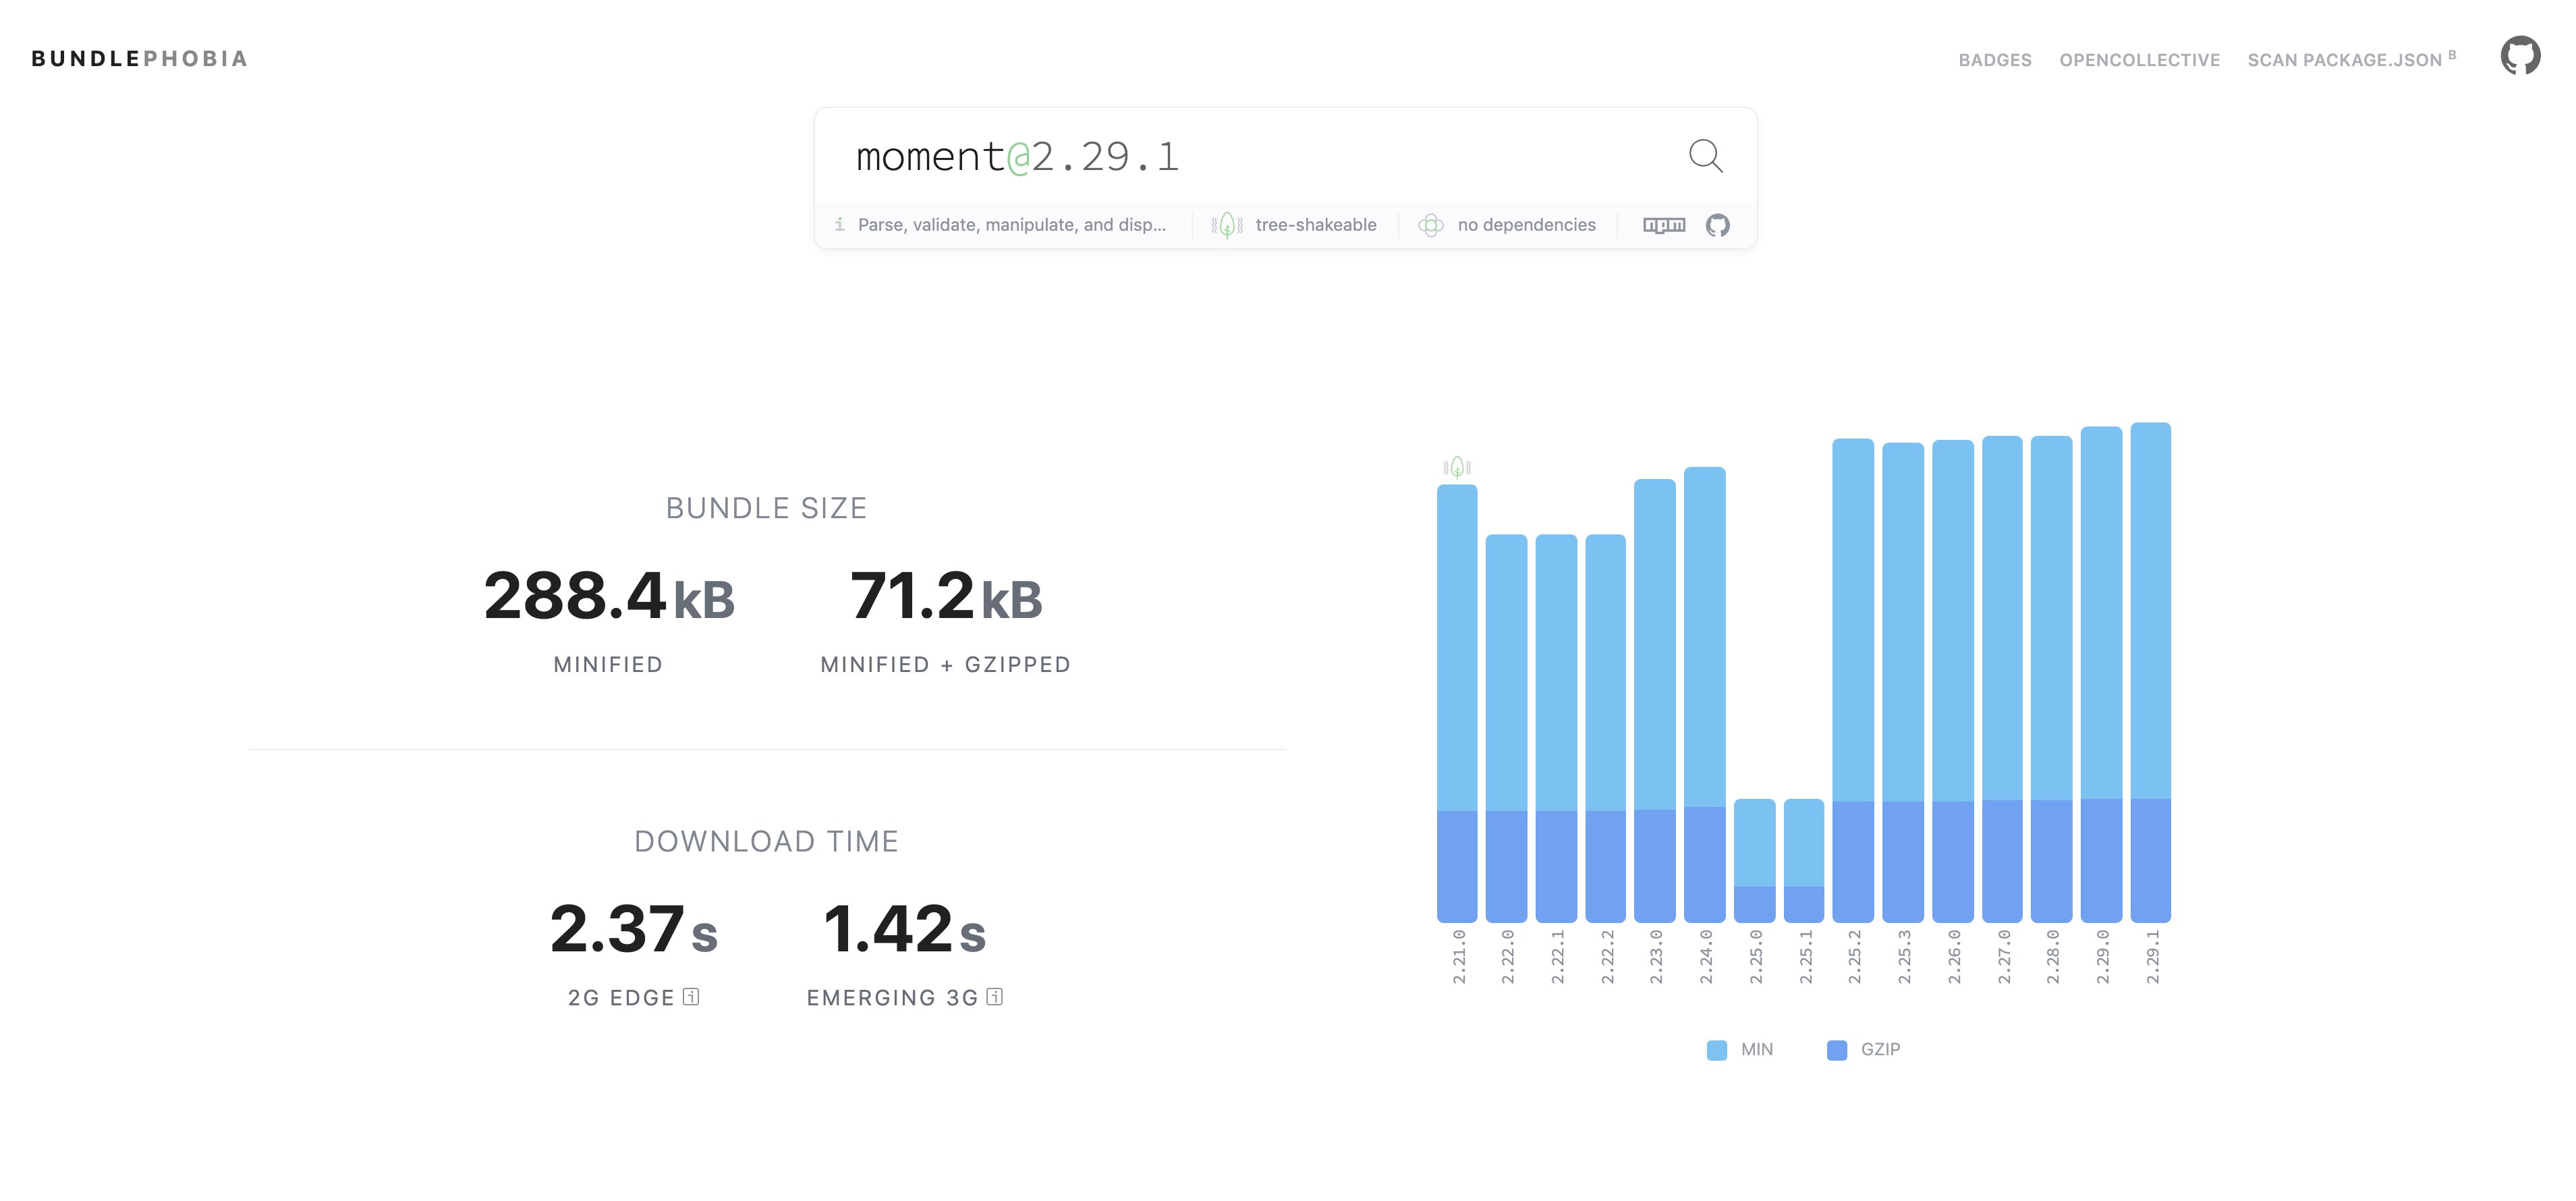 BUNDLEPHOBIA
BADGES OPENCOLLECTIVE SCAN PACKAGE.JSON B
moment@2.29.1
i Parse, validate, manipulate, and disp... tree-shakeable no dependencies npm
BUNDLE SIZE
288.4 kB 71.2 kB
MINIFIED MINIFIED + GZIPPED
DOWNLOAD TIME
2.37 s 1.42 s
2G EDGE i EMERGING 3G i
2.21.0 2.22.0 2.22.1 2.22.2 2.23.0 2.24.0 2.25.0 2.25.1 2.25.2 2.25.3 2.26.0 2.27.0 2.28.0 2.29.0 2.29.1
MIN GZIP